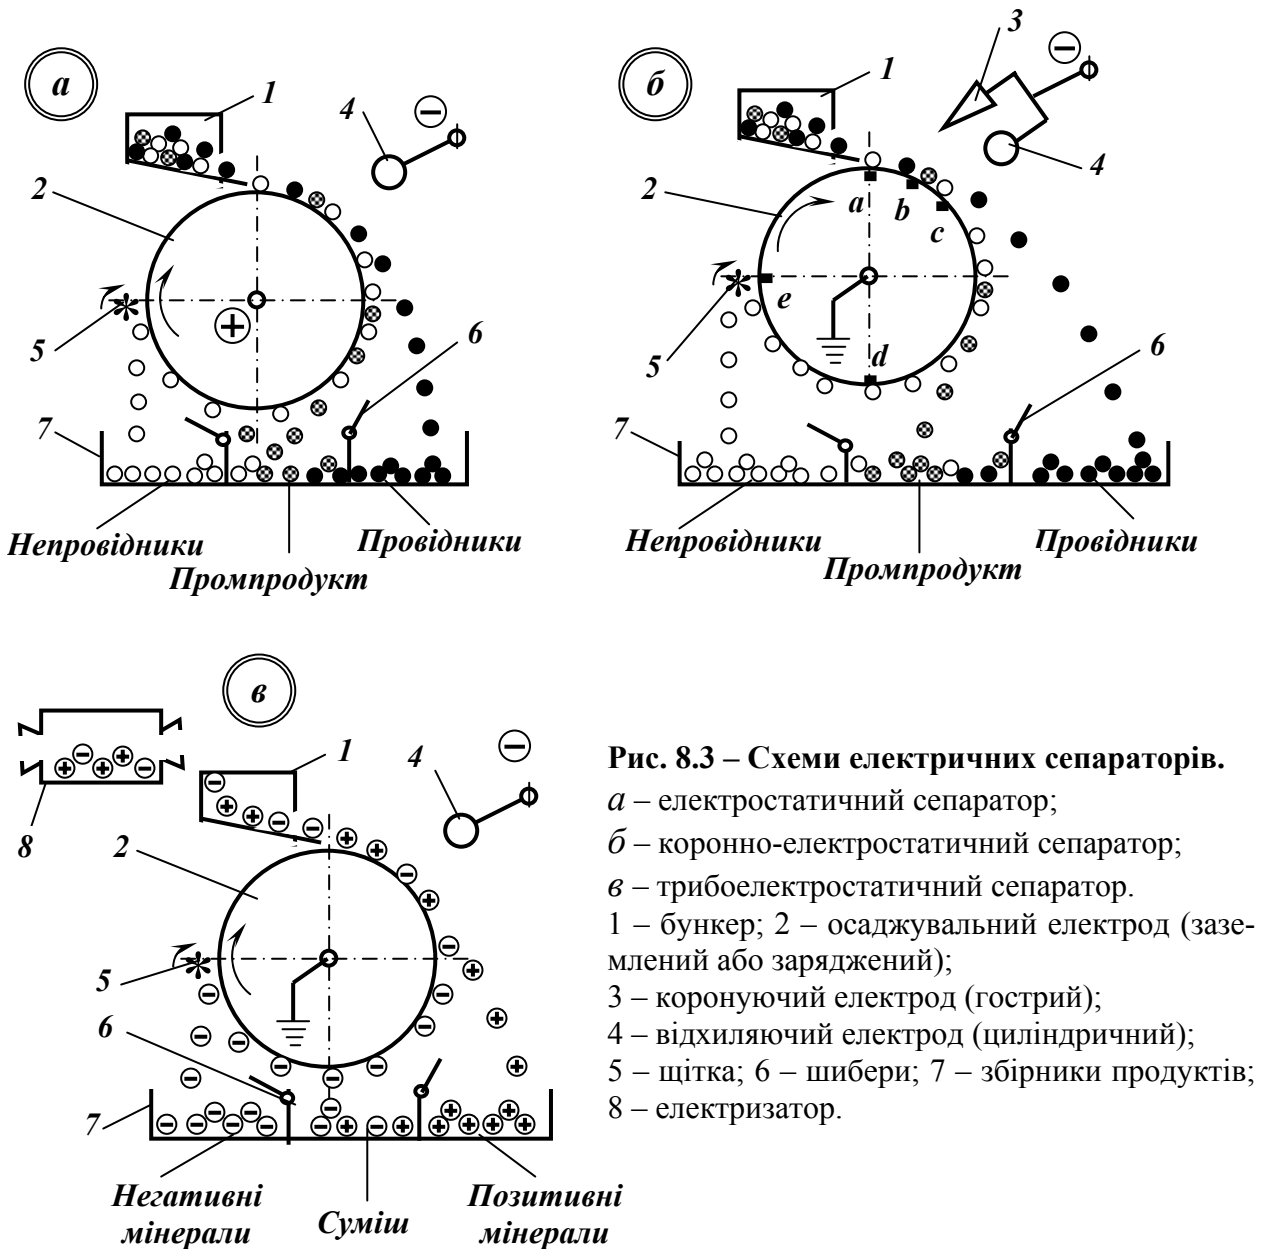 а
1
4
−
2
+
5
6
7
Непровідники
Промпродукт
Провідники
б
3
−
1
4
2
a
b
c
e
d
5
6
7
Непровідники
Промпродукт
Провідники
в
8
1
4
−
2
5
6
7
Негативні
мінерали
Суміш
Позитивні
мінерали
Рис. 8.3 – Схеми електричних сепараторів.
а – електростатичний сепаратор;
б – коронно-електростатичний сепаратор;
в – трибоелектростатичний сепаратор.
1 – бункер; 2 – осаджувальний електрод (зазе-
млений або заряджений);
3 – коронуючий електрод (гострий);
4 – відхиляючий електрод (циліндричний);
5 – щітка; 6 – шибери; 7 – збірники продуктів;
8 – електризатор.